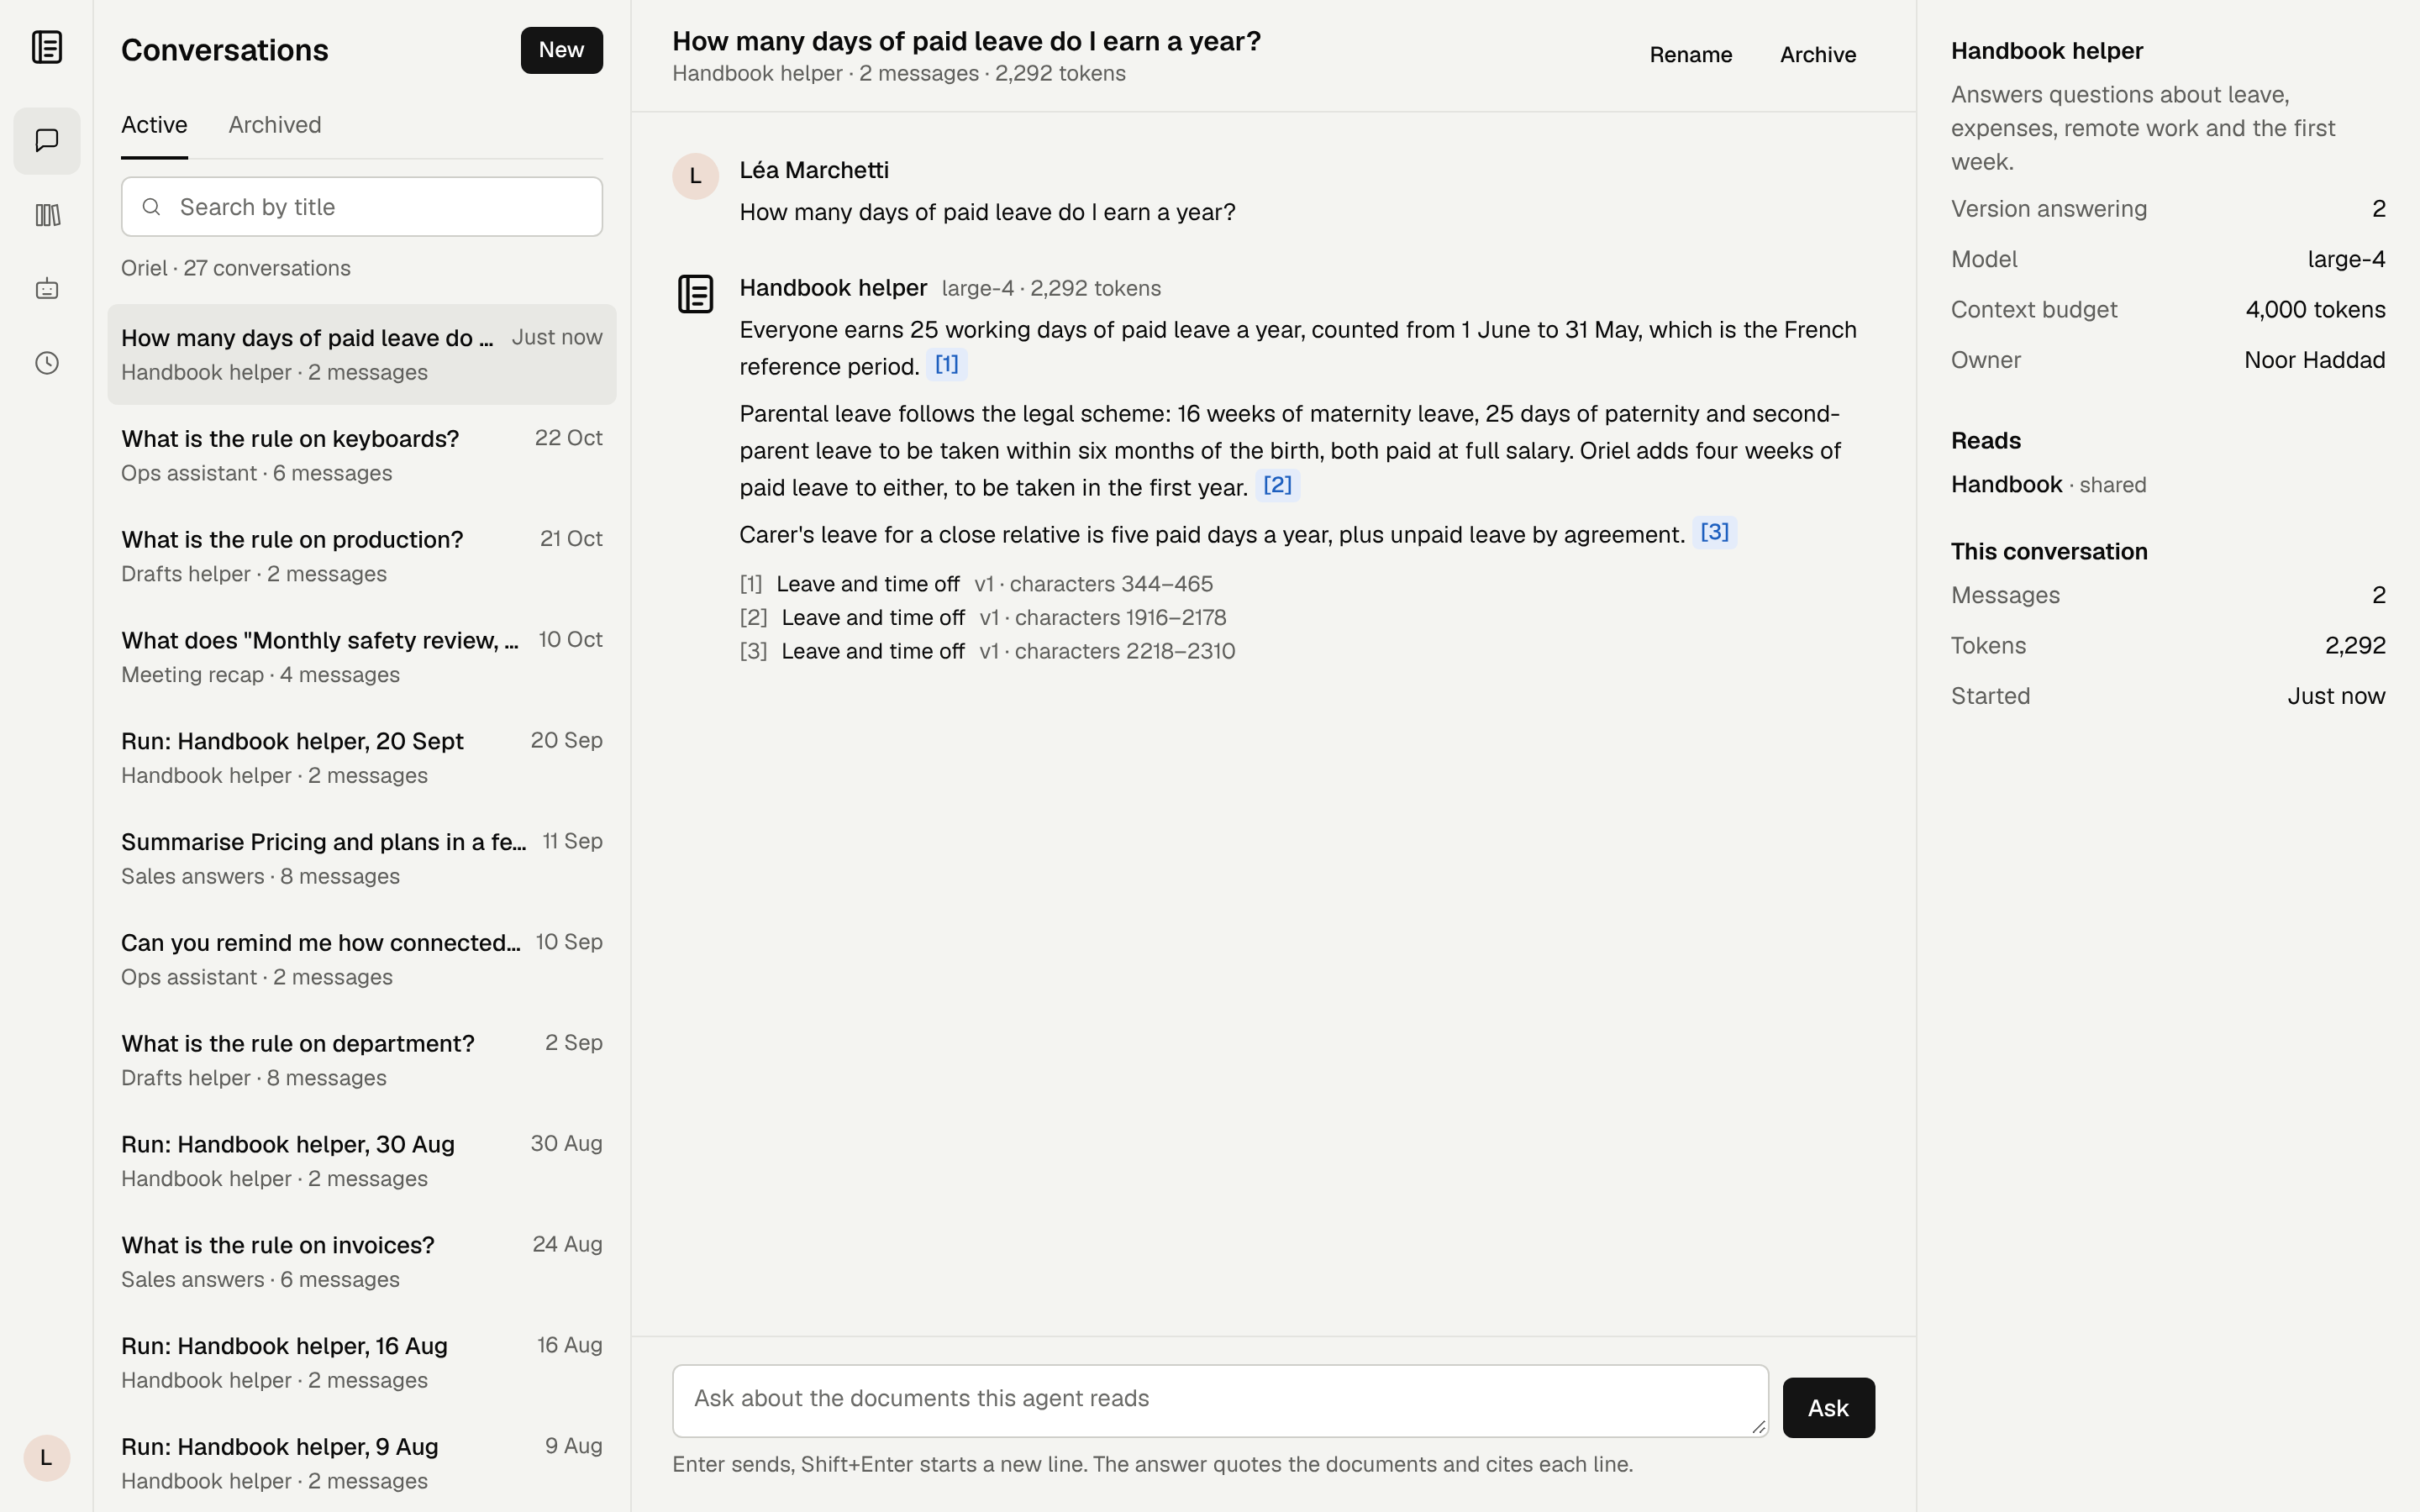 Conversations
New
Active
Archived
Search by title
Oriel · 27 conversations
How many days of paid leave do ...
Just now
Handbook helper · 2 messages
What is the rule on keyboards?
22 Oct
Ops assistant · 6 messages
What is the rule on production?
21 Oct
Drafts helper · 2 messages
What does "Monthly safety review, ...
10 Oct
Meeting recap · 4 messages
Run: Handbook helper, 20 Sept
20 Sep
Handbook helper · 2 messages
Summarise Pricing and plans in a fe...
11 Sep
Sales answers · 8 messages
Can you remind me how connected...
10 Sep
Ops assistant · 2 messages
What is the rule on department?
2 Sep
Drafts helper · 8 messages
Run: Handbook helper, 30 Aug
30 Aug
Handbook helper · 2 messages
What is the rule on invoices?
24 Aug
Sales answers · 6 messages
Run: Handbook helper, 16 Aug
16 Aug
Handbook helper · 2 messages
Run: Handbook helper, 9 Aug
9 Aug
Handbook helper · 2 messages
L
How many days of paid leave do I earn a year?
Handbook helper · 2 messages · 2,292 tokens
Rename
Archive
L
Léa Marchetti
How many days of paid leave do I earn a year?
Handbook helper large-4 · 2,292 tokens
Everyone earns 25 working days of paid leave a year, counted from 1 June to 31 May, which is the French
reference period. [1]
Parental leave follows the legal scheme: 16 weeks of maternity leave, 25 days of paternity and second-
parent leave to be taken within six months of the birth, both paid at full salary. Oriel adds four weeks of
paid leave to either, to be taken in the first year. [2]
Carer's leave for a close relative is five paid days a year, plus unpaid leave by agreement. [3]
[1] Leave and time off v1 · characters 344–465
[2] Leave and time off v1 · characters 1916–2178
[3] Leave and time off v1 · characters 2218–2310
Ask about the documents this agent reads
Ask
Enter sends, Shift+Enter starts a new line. The answer quotes the documents and cites each line.
Handbook helper
Answers questions about leave,
expenses, remote work and the first
week.
Version answering
2
Model
large-4
Context budget
4,000 tokens
Owner
Noor Haddad
Reads
Handbook · shared
This conversation
Messages
2
Tokens
2,292
Started
Just now